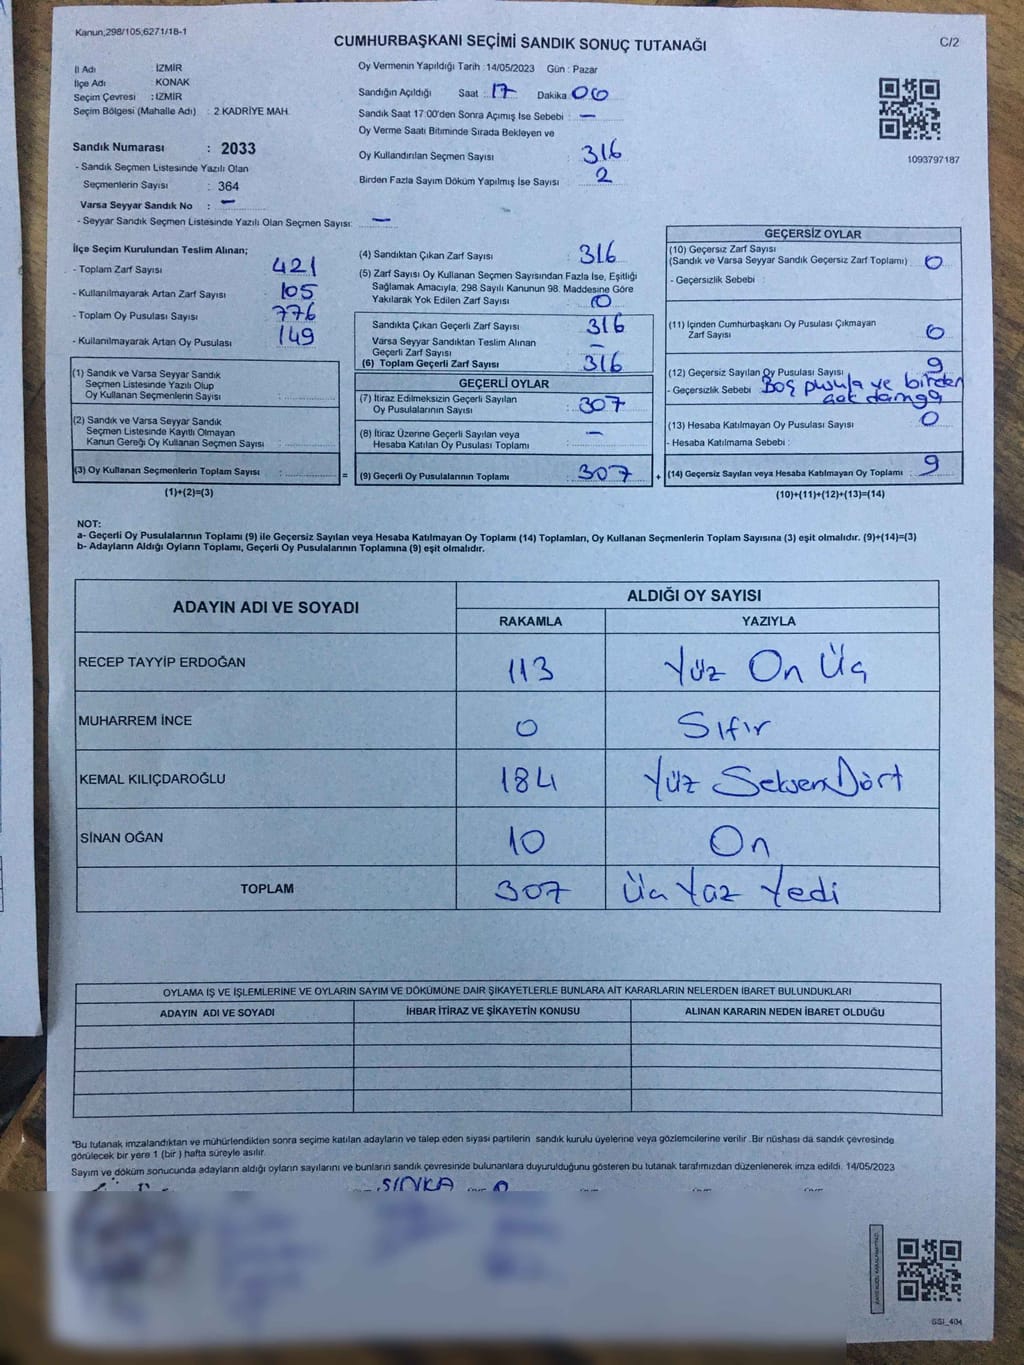 Kanun;298/105,6271/18-1
CUMHURBAŞKANI SEÇİMİ SANDIK SONUÇ TUTANAĞI
C/2
İl Adı İZMİR
İlçe Adı KONAK
Seçim Çevresi : İZMİR
Seçim Bölgesi (Mahalle Adı) : 2.KADRİYE MAH.
Sandık Numarası : 2033
- Sandık Seçmen Listesinde Yazılı Olan
Seçmenlerin Sayısı : 364
Varsa Seyyar Sandık No : -
- Seyyar Sandık Seçmen Listesinde Yazılı Olan Seçmen Sayısı: -
Oy Vermenin Yapıldığı Tarih : 14/05/2023 Gün : Pazar
Sandığın Açıldığı Saat : 17 Dakika 00
Sandık Saat 17:00'den Sonra Açımış İse Sebebi : -
Oy Verme Saati Bitiminde Sırada Bekleyen ve
Oy Kullandırılan Seçmen Sayısı : 316
Birden Fazla Sayım Döküm Yapılmış İse Sayısı : 2
1093797187
İlçe Seçim Kurulundan Teslim Alınan;
- Toplam Zarf Sayısı 421
- Kullanılmayarak Artan Zarf Sayısı : 105
- Toplam Oy Pusulası Sayısı : 776
- Kullanılmayarak Artan Oy Pusulası : 149
(1) Sandık ve Varsa Seyyar Sandık
Seçmen Listesinde Yazılı Olup
Oy Kullanan Seçmenlerin Sayısı :
(2) Sandık ve Varsa Seyyar Sandık
Seçmen Listesinde Kayıtlı Olmayan
Kanun Gereği Oy Kullanan Seçmen Sayısı :
(3) Oy Kullanan Seçmenlerin Toplam Sayısı :
=
(1)+(2)=(3)
(4) Sandıktan Çıkan Zarf Sayısı : 316
(5) Zarf Sayısı Oy Kullanan Seçmen Sayısından Fazla İse, Eşitliği
Sağlamak Amacıyla, 298 Sayılı Kanunun 98. Maddesine Göre
Yakılarak Yok Edilen Zarf Sayısı :
Sandıkta Çıkan Geçerli Zarf Sayısı : 316
Varsa Seyyar Sandıktan Teslim Alınan
Geçerli Zarf Sayısı : -
(6) Toplam Geçerli Zarf Sayısı : 316
GEÇERLİ OYLAR
(7) İtiraz Edilmeksizin Geçerli Sayılan
Oy Pusulalarının Sayısı : 307
(8) İtiraz Üzerine Geçerli Sayılan veya
Hesaba Katılan Oy Pusulası Toplamı : -
(9) Geçerli Oy Pusulalarının Toplamı : 307
+
GEÇERSİZ OYLAR
(10) Geçersiz Zarf Sayısı
(Sandık ve Varsa Seyyar Sandık Geçersiz Zarf Toplamı) : 0
- Geçersizlik Sebebi :
(11) İçinden Cumhurbaşkanı Oy Pusulası Çıkmayan
Zarf Sayısı : 0
(12) Geçersiz Sayılan Oy Pusulası Sayısı : 9
- Geçersizlik Sebebi : Boş pusula ve birden
çok damga
(13) Hesaba Katılmayan Oy Pusulası Sayısı : 0
- Hesaba Katılmama Sebebi :
(14) Geçersiz Sayılan veya Hesaba Katılmayan Oy Toplamı : 9
(10)+(11)+(12)+(13)=(14)
NOT:
a- Geçerli Oy Pusulalarının Toplamı (9) ile Geçersiz Sayılan veya Hesaba Katılmayan Oy Toplamı (14) Toplamları, Oy Kullanan Seçmenlerin Toplam Sayısına (3) eşit olmalıdır. (9)+(14)=(3)
b- Adayların Aldığı Oyların Toplamı, Geçerli Oy Pusulalarının Toplamına (9) eşit olmalıdır.
ADAYIN ADI VE SOYADI
ALDIĞI OY SAYISI
RAKAMLA YAZIYLA
RECEP TAYYİP ERDOĞAN 113 Yüz On Üç
MUHARREM İNCE 0 Sıfır
KEMAL KILIÇDAROĞLU 184 Yüz SeksenDört
SİNAN OĞAN 10 On
TOPLAM 307 Üç Yüz Yedi
OYLAMA İŞ VE İŞLEMLERİNE VE OYLARIN SAYIM VE DÖKÜMÜNE DAİR ŞİKAYETLERLE BUNLARA AİT KARARLARIN NELERDEN İBARET BULUNDUKLARI
ADAYIN ADI VE SOYADI İHBAR İTİRAZ VE ŞİKAYETİN KONUSU ALINAN KARARIN NEDEN İBARET OLDUĞU
*Bu tutanak imzalandıktan ve mühürlendikten sonra seçime katılan adayların ve talep eden siyasi partilerin sandık kurulu üyelerine veya gözlemcilerine verilir .Bir nüshası da sandık çevresinde
görülecek bir yere 1 (bir ) hafta süreyle asılır.
Sayım ve döküm sonucunda adayların aldığı oyların sayılarını ve bunların sandık çevresinde bulunanlara duyurulduğunu gösteren bu tutanak tarafımızdan düzenlenerek imza edildi. 14/05/2023